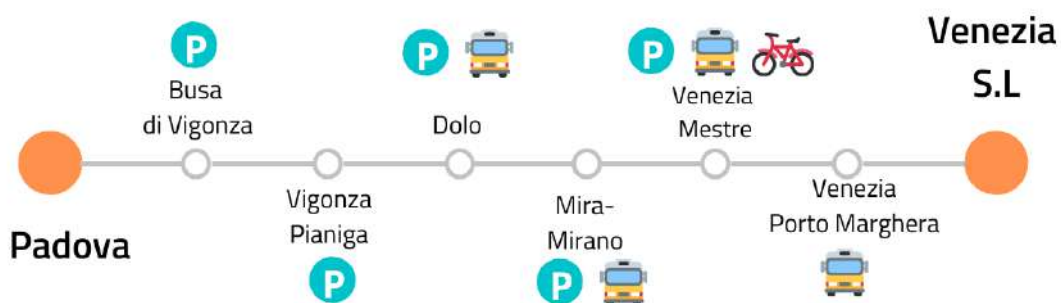 Padova
P
Busa
di Vigonza
Vigonza
Pianiga
P
P
Dolo
Mira-
Mirano
P
P
Venezia
Mestre
Venezia
Porto Marghera
Venezia
S.L